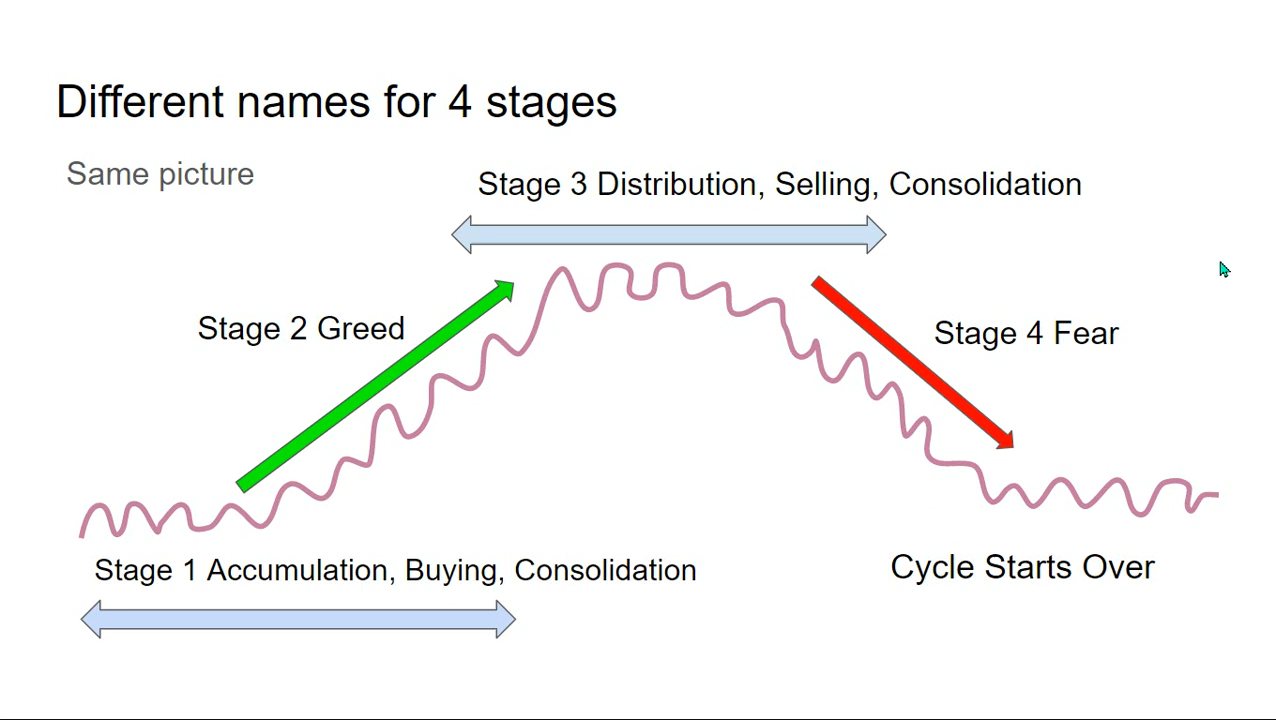 Different names for 4 stages
Same picture
Stage 3 Distribution, Selling, Consolidation
Stage 2 Greed
Stage 4 Fear
Stage 1 Accumulation, Buying, Consolidation
Cycle Starts Over